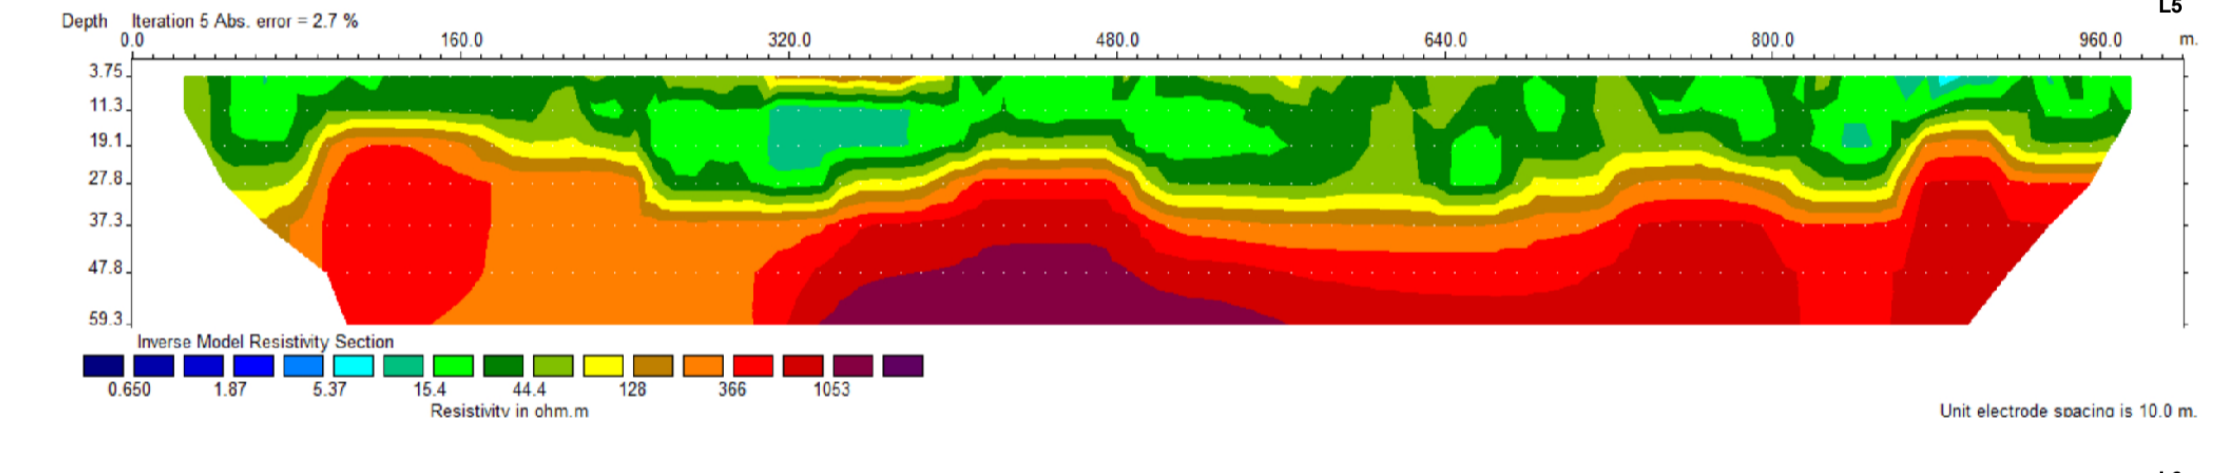 L5
Depth Iteration 5 Abs. error = 2.7 %
0.0 160.0 320.0 480.0 640.0 800.0 960.0 m.
3.75
11.3
19.1
27.8
37.3
47.8
59.3
Inverse Model Resistivity Section
0.650 1.87 5.37 15.4 44.4 128 366 1053
Resistivity in ohm.m
Unit electrode spacing is 10.0 m.